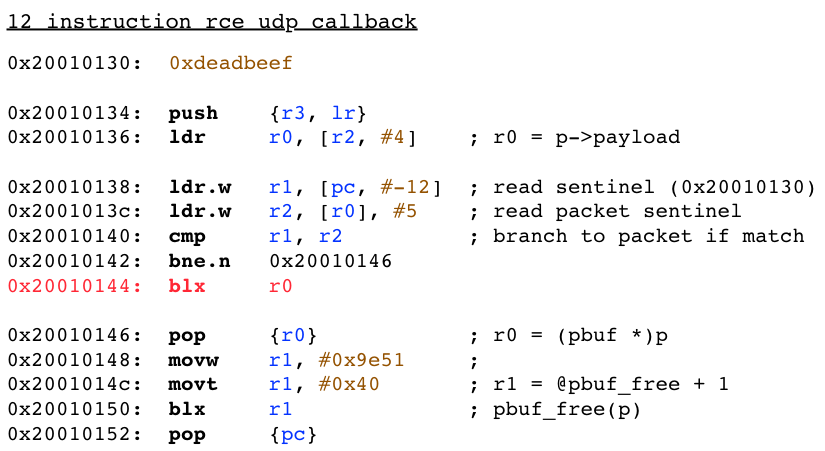 12 instruction rce udp callback
0x20010130: 0xdeadbeef
0x20010134: push {r3, lr}
0x20010136: ldr r0, [r2, #4] ; r0 = p->payload
0x20010138: ldr.w r1, [pc, #-12] ; read sentinel (0x20010130)
0x2001013c: ldr.w r2, [r0], #5 ; read packet sentinel
0x20010140: cmp r1, r2 ; branch to packet if match
0x20010142: bne.n 0x20010146
0x20010144: blx r0
0x20010146: pop {r0} ; r0 = (pbuf *)p
0x20010148: movw r1, #0x9e51 ;
0x2001014c: movt r1, #0x40 ; r1 = @pbuf_free + 1
0x20010150: blx r1 ; pbuf_free(p)
0x20010152: pop {pc}